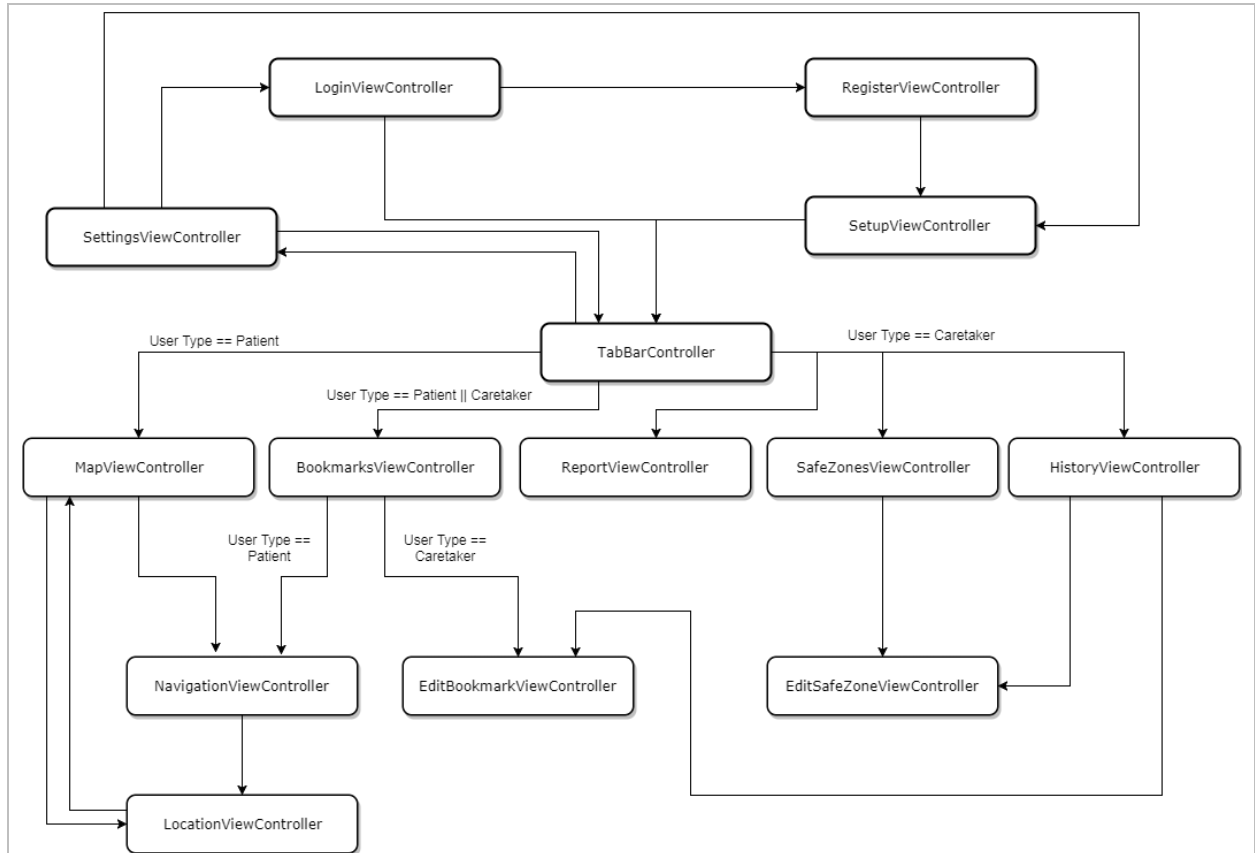 LoginViewController
RegisterViewController
SettingsViewController
SetupViewController
User Type == Patient
TabBarController
User Type == Caretaker
User Type == Patient || Caretaker
MapViewController
BookmarksViewController
ReportViewController
SafeZonesViewController
HistoryViewController
User Type ==
Patient
User Type ==
Caretaker
NavigationViewController
EditBookmarkViewController
EditSafeZoneViewController
LocationViewController